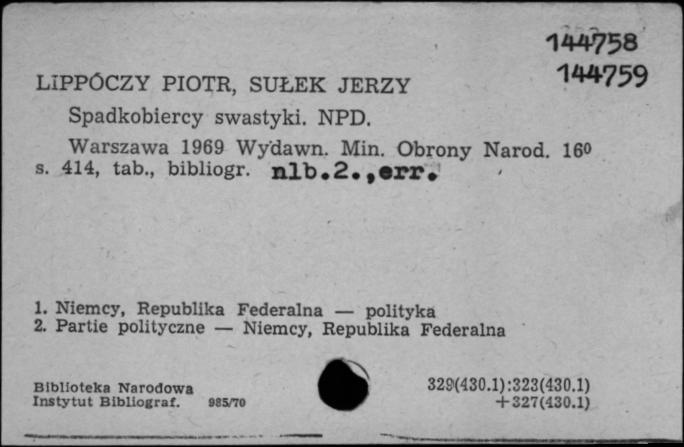 144758
144759
LIPPÓCZY PIOTR, SUŁEK JERZY
Spadkobiercy swastyki. NPD.
Warszawa 1969 Wydawn. Min. Obrony Narod. 16⁰
s. 414, tab., bibliogr. nlb.2.,err.
1. Niemcy, Republika Federalna — polityka
2. Partie polityczne — Niemcy, Republika Federalna
Biblioteka Narodowa
Instytut Bibliograf. 985/70
329(430.1):323(430.1)
+327(430.1)